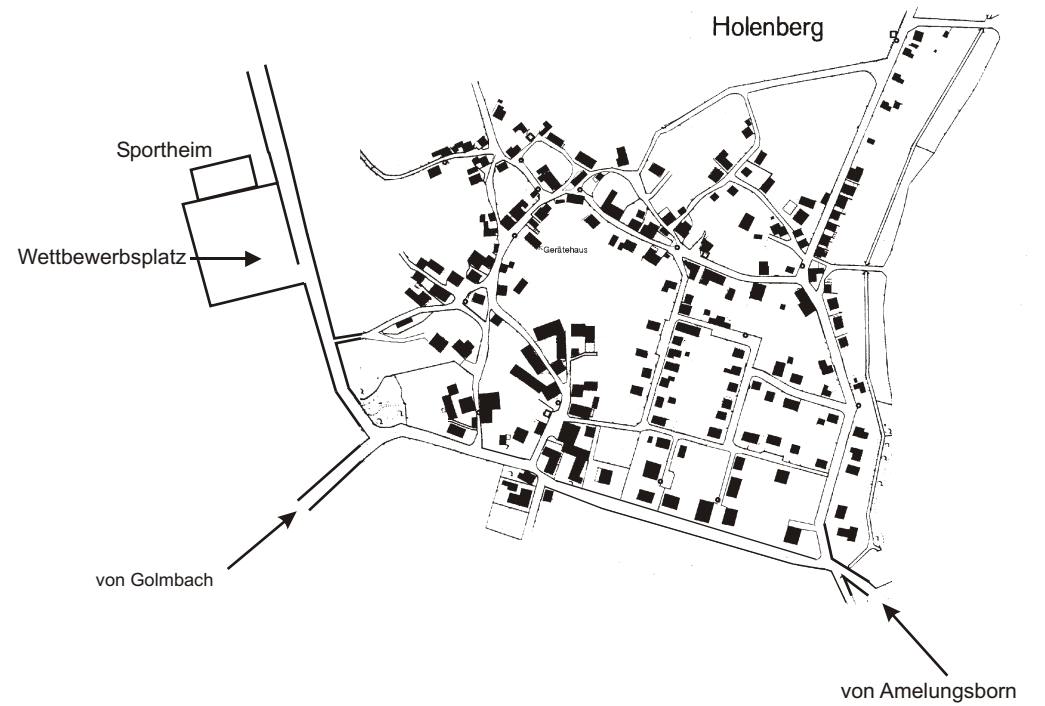 Holenberg
Sportheim
Wettbewerbsplatz
Gerätehaus
von Golmbach
von Amelungsborn